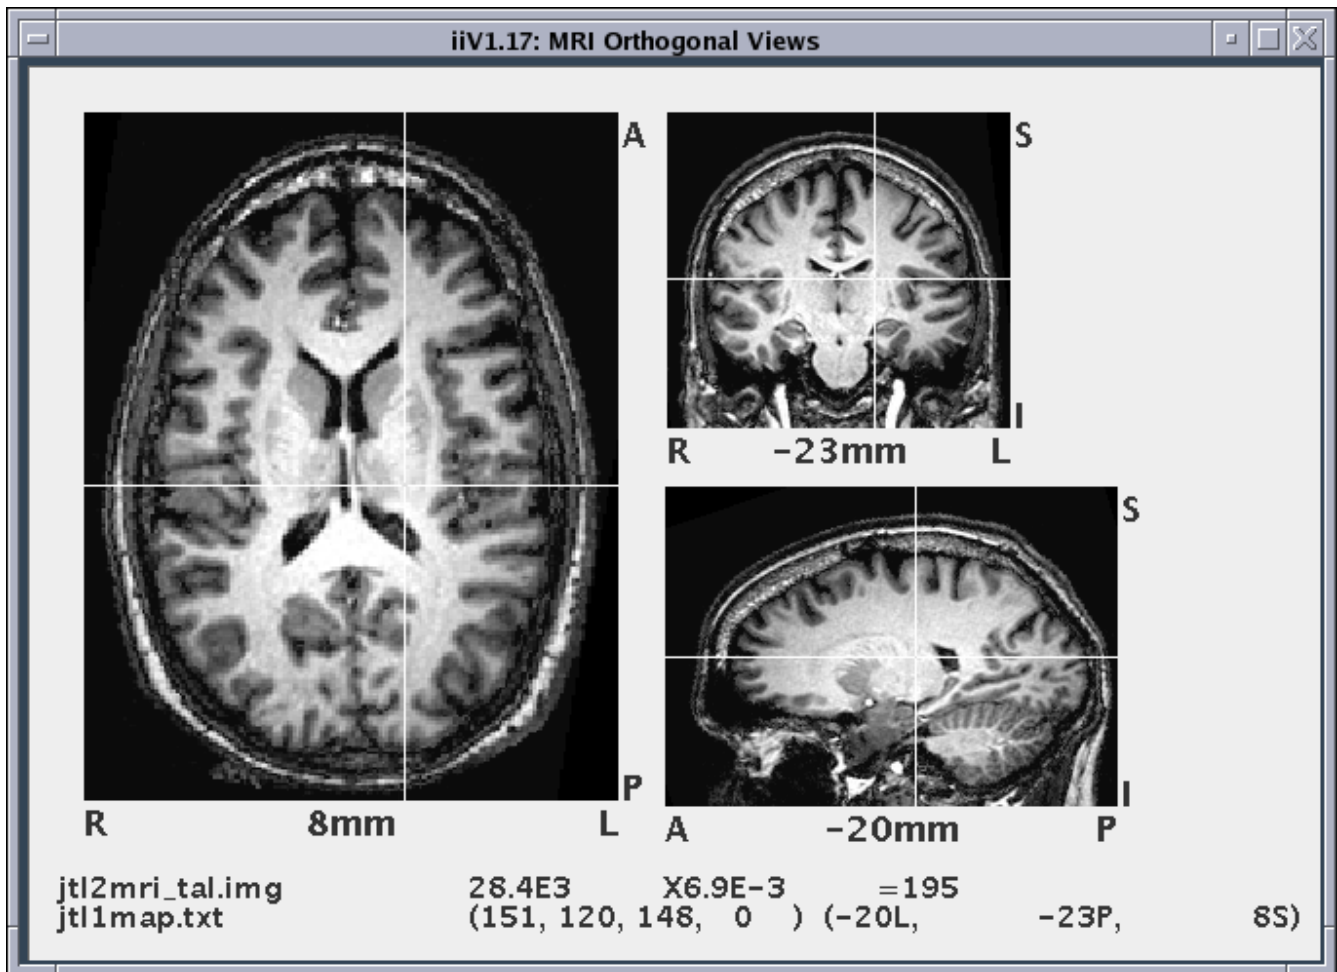 iiV1.17: MRI Orthogonal Views
A
S
I
R -23mm L
S
P
R 8mm L
I
A -20mm P
jtl2mri_tal.img 28.4E3 X6.9E-3 =195
jtl1map.txt (151, 120, 148, 0 ) (-20L, -23P, 8S)